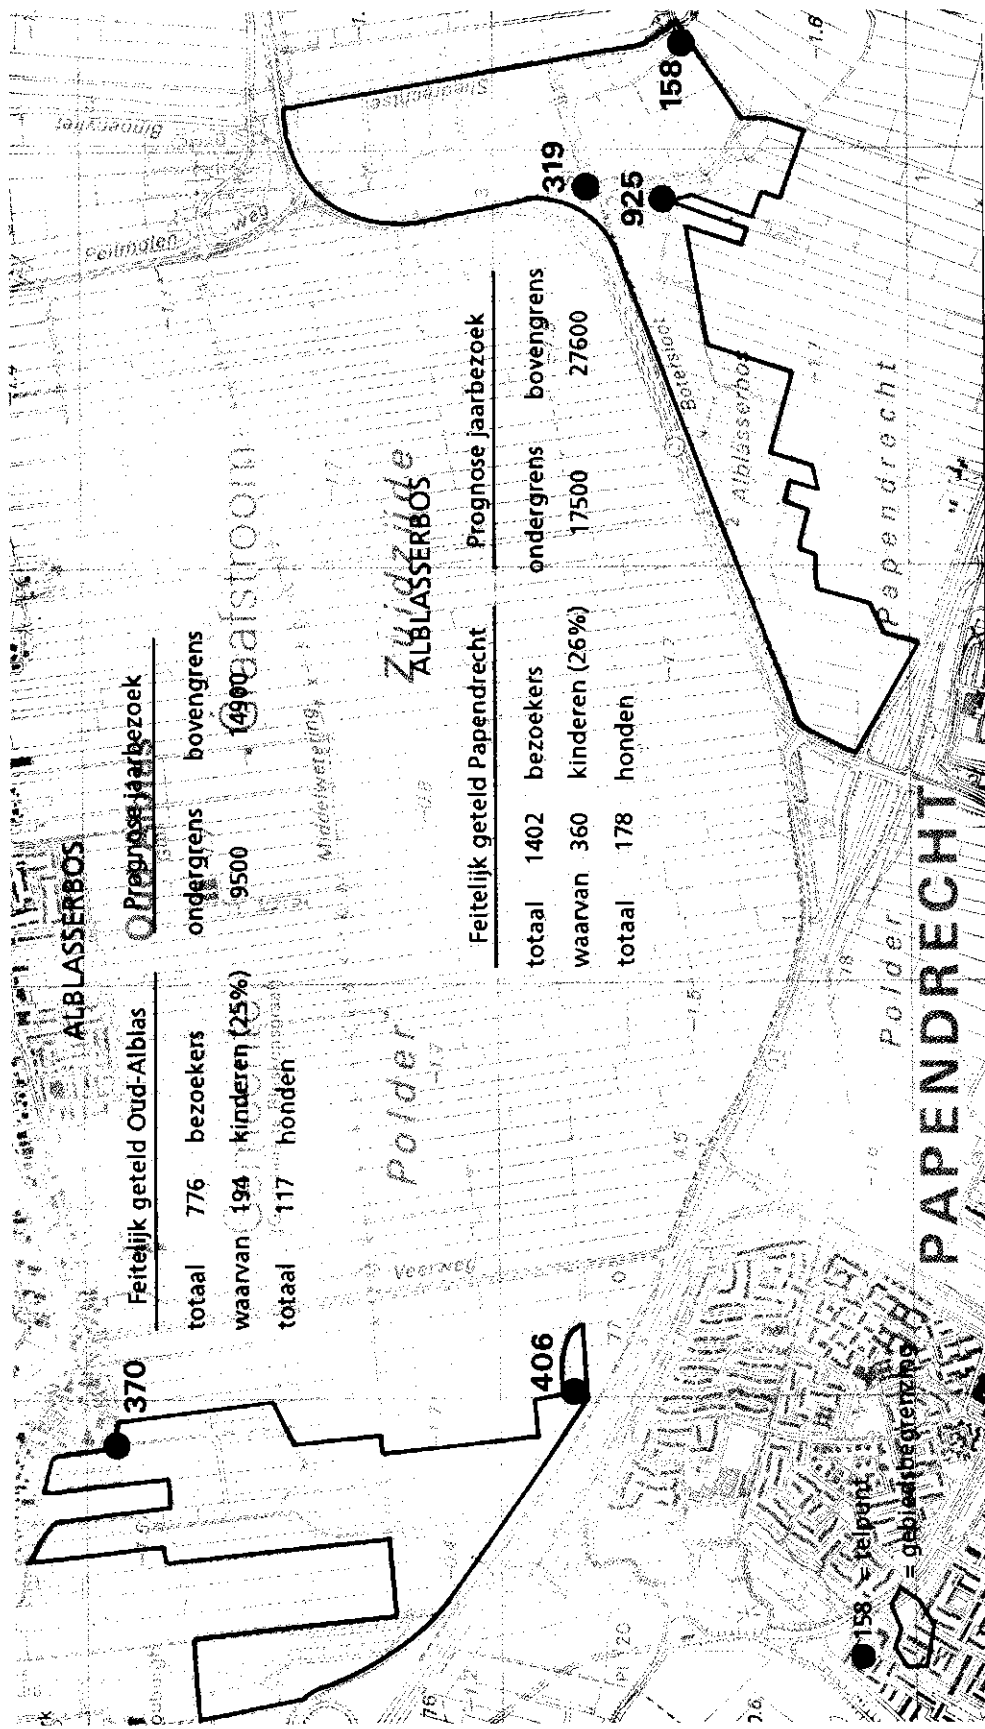 ALBLASSERBOS
Feitelijk geteld Oud-Alblas
totaal 776 bezoekers
waarvan 194 kinderen (25%)
totaal 117 honden
Prognose jaarbezoek
ondergrens bovengrens
9500 14900
ALBLASSERBOS
Feitelijk geteld Papendrecht
totaal 1402 bezoekers
waarvan 360 kinderen (26%)
totaal 178 honden
Prognose jaarbezoek
ondergrens bovengrens
17500 27600
370
406
319
925
158
Graafstroom
Polder
Zuidzijde
Middelwetering
Veerweg
weg
Botersloot
Alblasserbos
Papendrecht
Polder
PAPENDRECHT
158 = telpunt
= gebiedsbegrenzing